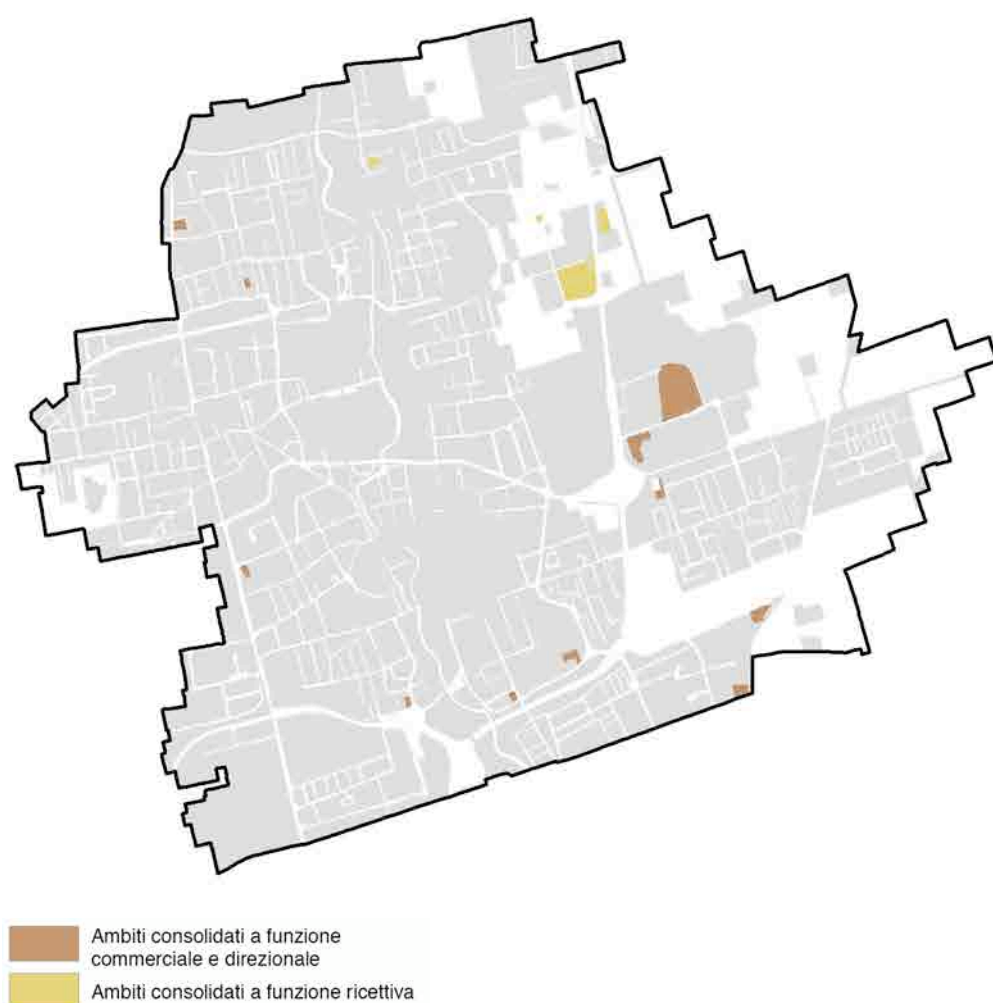 Ambiti consolidati a funzione
commerciale e direzionale
Ambiti consolidati a funzione ricettiva